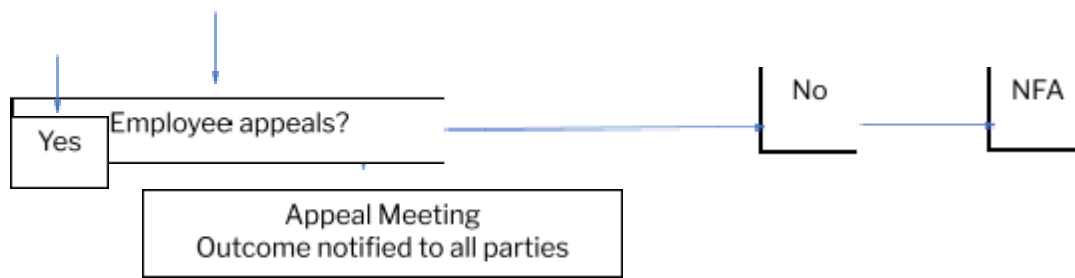 No
NFA
Employee appeals?
Yes
Appeal Meeting
Outcome notified to all parties